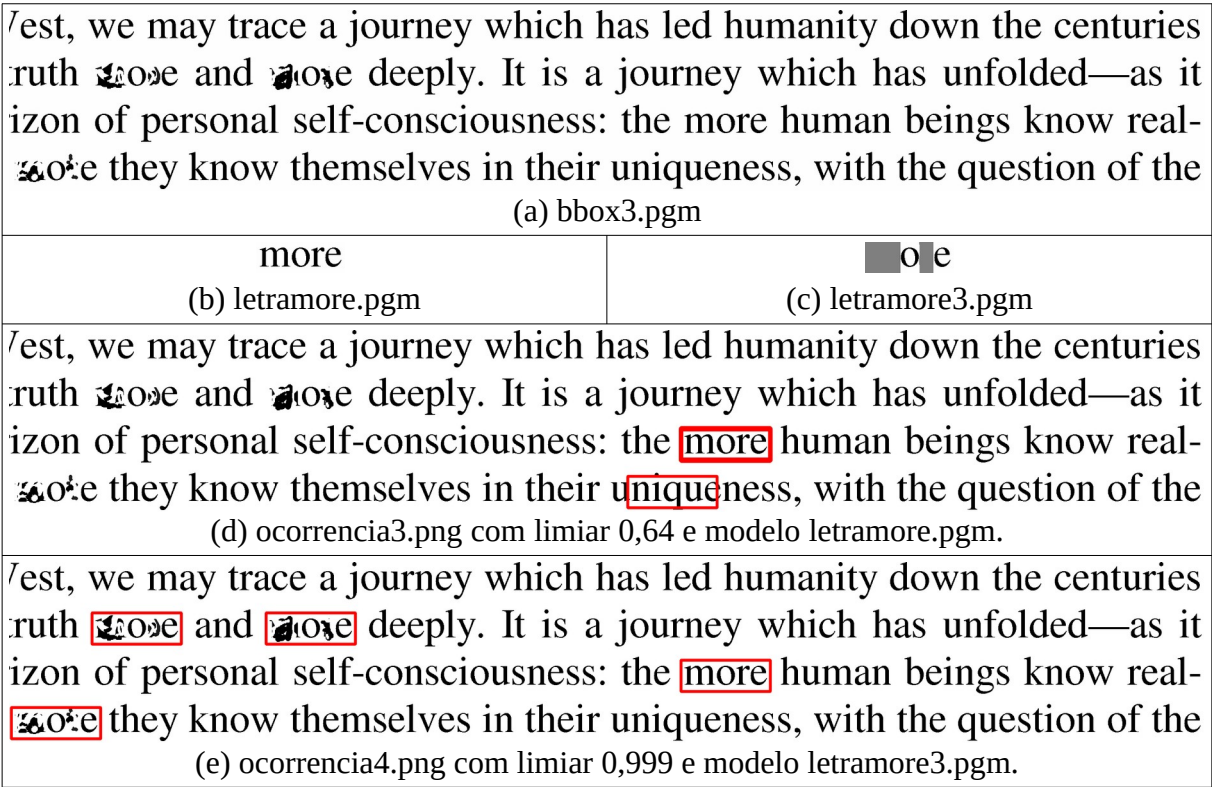 est, we may trace a journey which has led humanity down the centuries
ruth and deeply. It is a journey which has unfolded—as it
izon of personal self-consciousness: the more human beings know real-
they know themselves in their uniqueness, with the question of the
(a) bbox3.pgm
more
(b) letramore.pgm
o e
(c) letramore3.pgm
est, we may trace a journey which has led humanity down the centuries
ruth and deeply. It is a journey which has unfolded—as it
izon of personal self-consciousness: the more human beings know real-
they know themselves in their uniqueness, with the question of the
(d) ocorrencia3.png com limiar 0,64 e modelo letramore.pgm.
est, we may trace a journey which has led humanity down the centuries
ruth and deeply. It is a journey which has unfolded—as it
izon of personal self-consciousness: the more human beings know real-
they know themselves in their uniqueness, with the question of the
(e) ocorrencia4.png com limiar 0,999 e modelo letramore3.pgm.